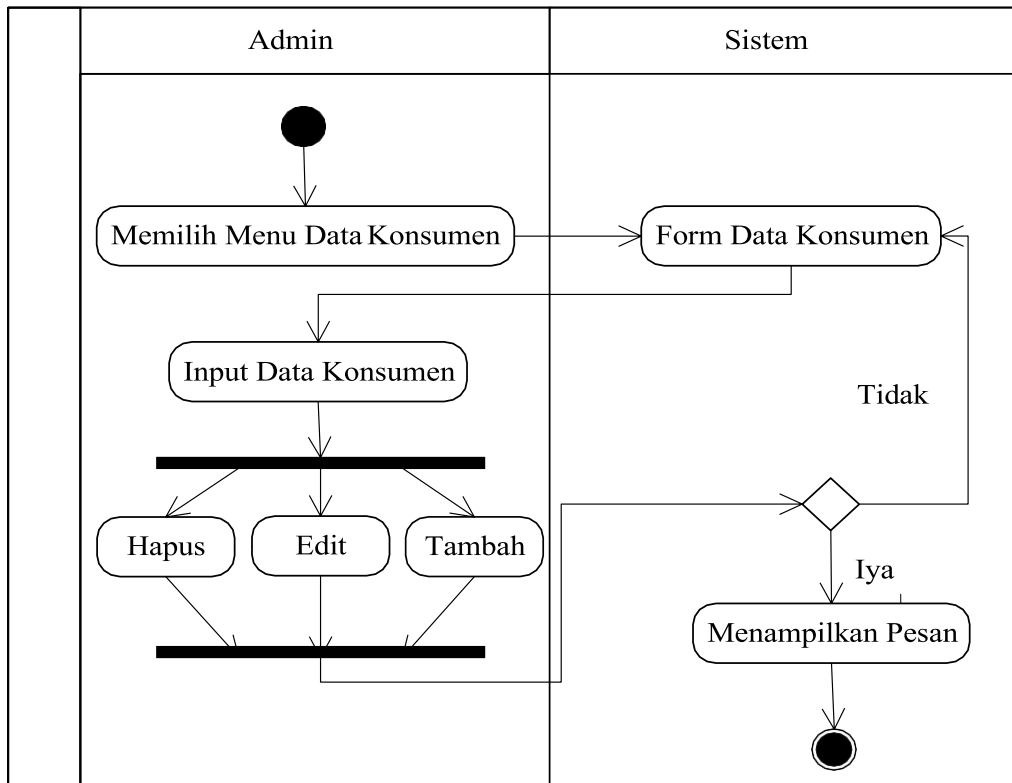 Admin
Sistem
Memilih Menu Data Konsumen
Form Data Konsumen
Input Data Konsumen
Tidak
Hapus
Edit
Tambah
Iya
Menampilkan Pesan